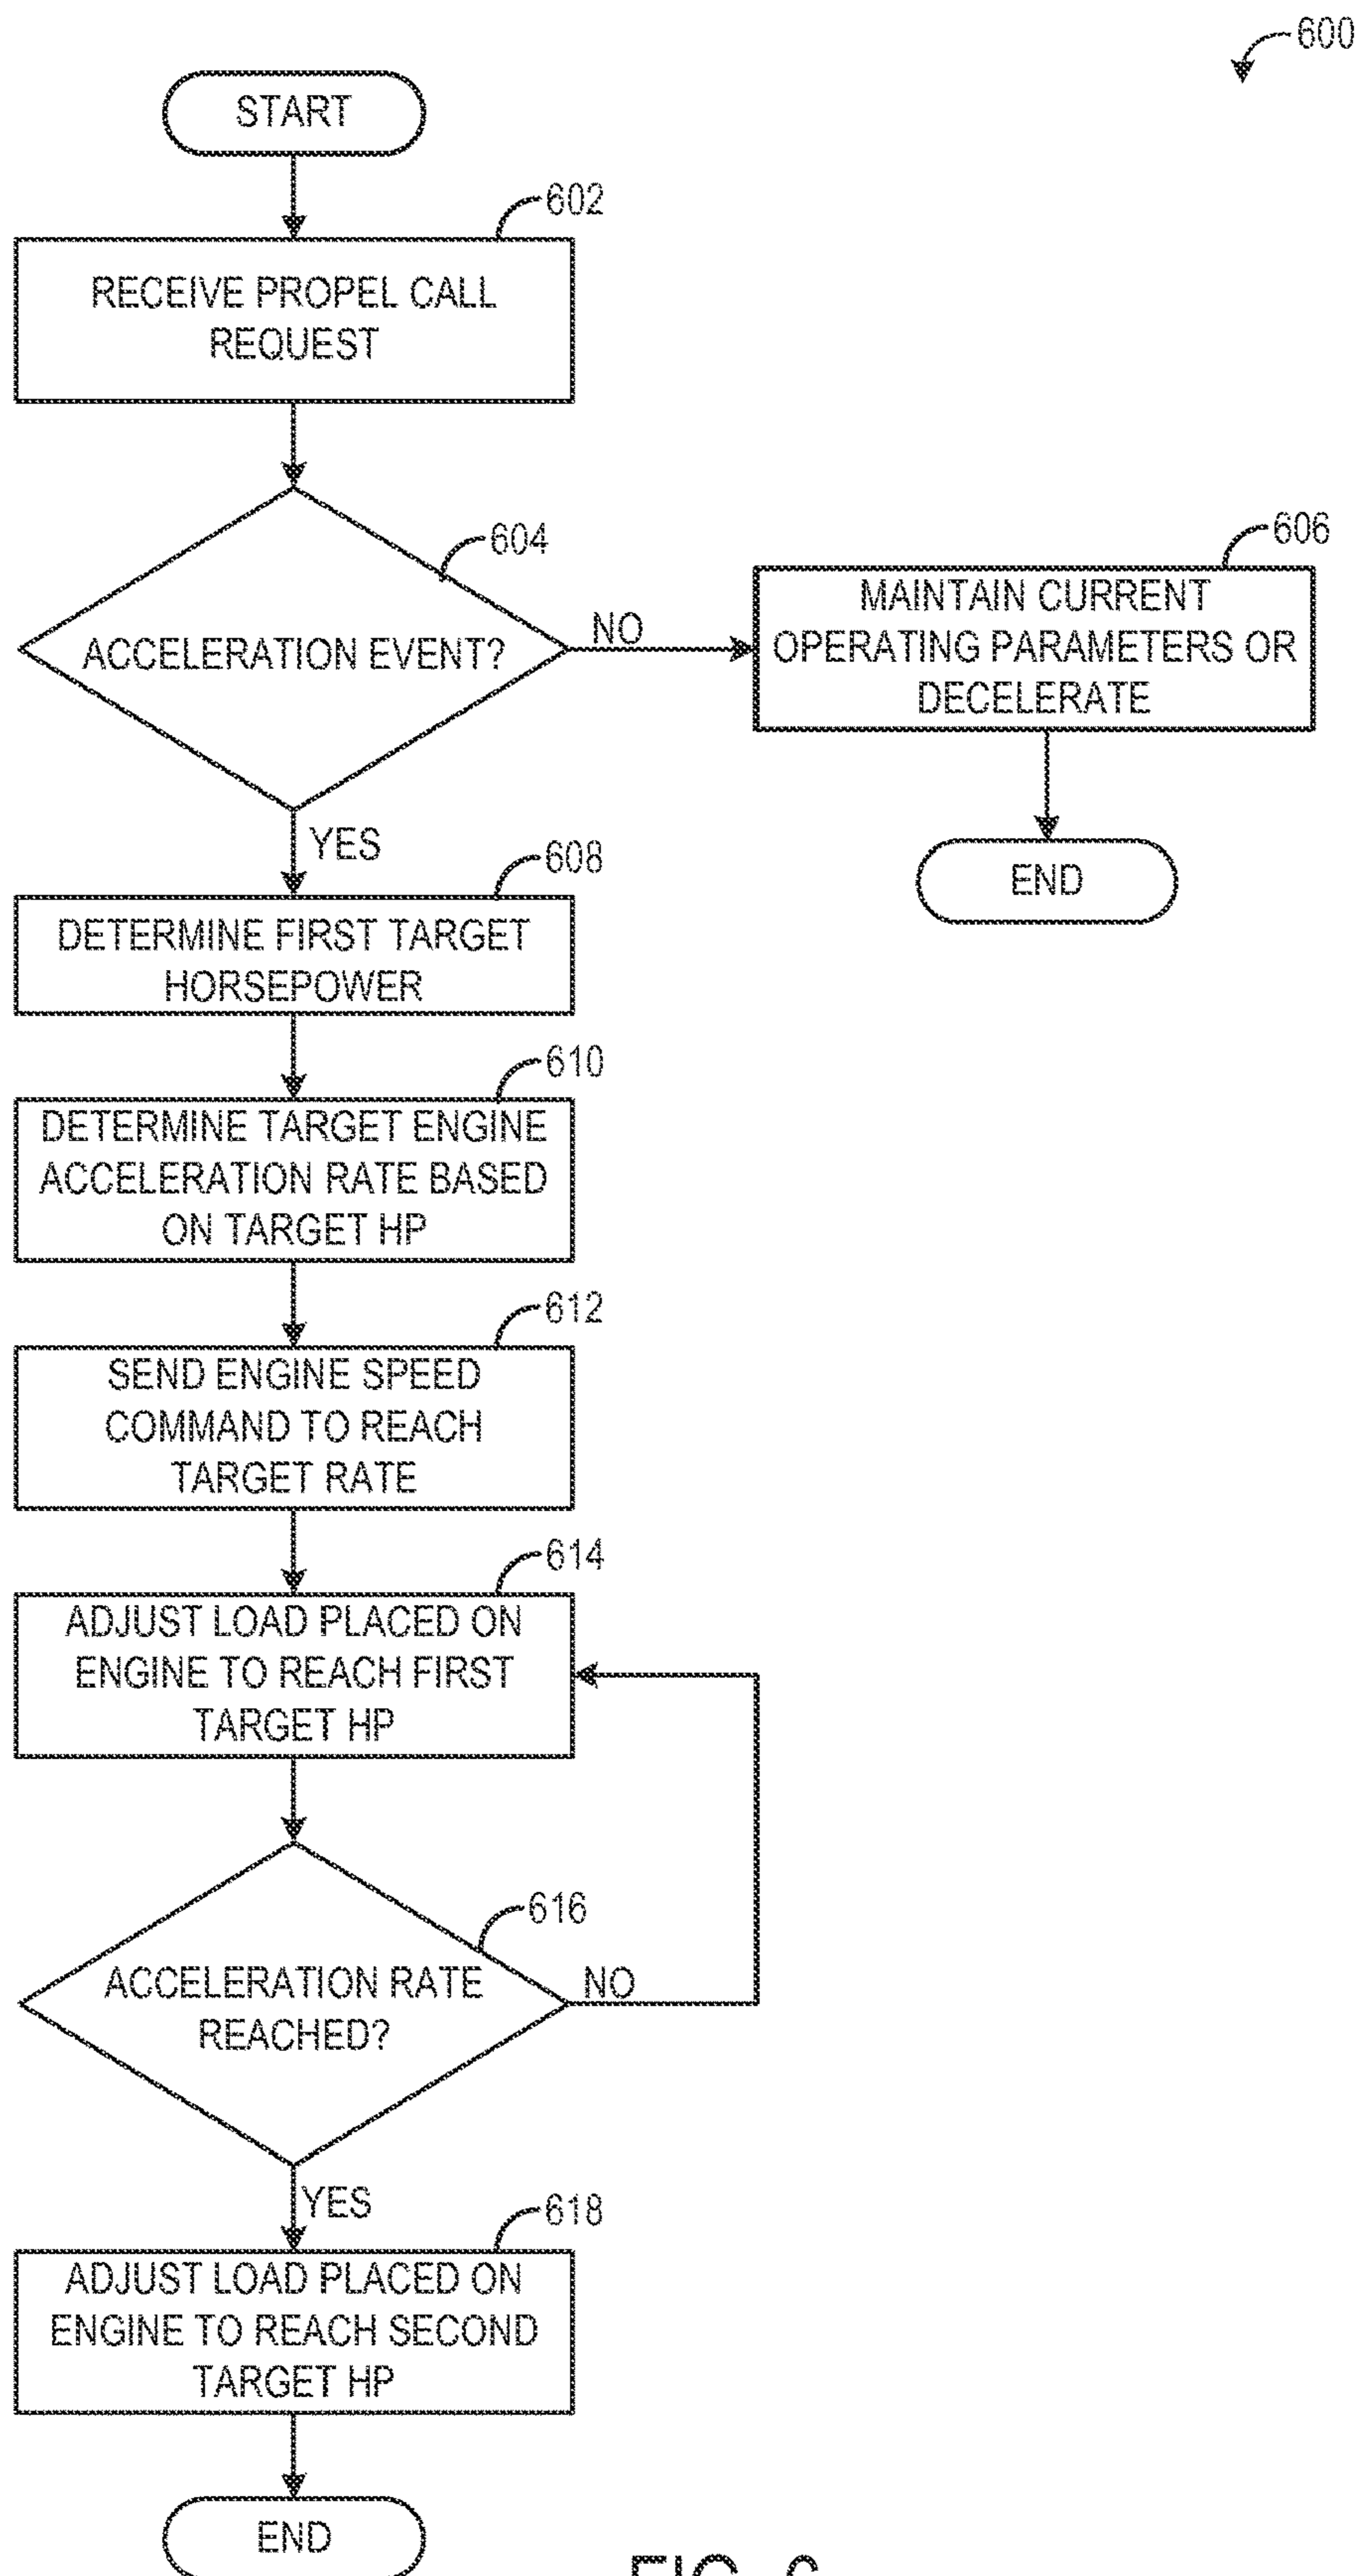 600
START
602
RECEIVE PROPEL CALL
REQUEST
604
ACCELERATION EVENT?
NO
606
MAINTAIN CURRENT
OPERATING PARAMETERS OR
DECELERATE
END
YES
608
DETERMINE FIRST TARGET
HORSEPOWER
610
DETERMINE TARGET ENGINE
ACCELERATION RATE BASED
ON TARGET HP
612
SEND ENGINE SPEED
COMMAND TO REACH
TARGET RATE
614
ADJUST LOAD PLACED ON
ENGINE TO REACH FIRST
TARGET HP
616
ACCELERATION RATE
REACHED?
NO
YES
618
ADJUST LOAD PLACED ON
ENGINE TO REACH SECOND
TARGET HP
END
FIG. 6